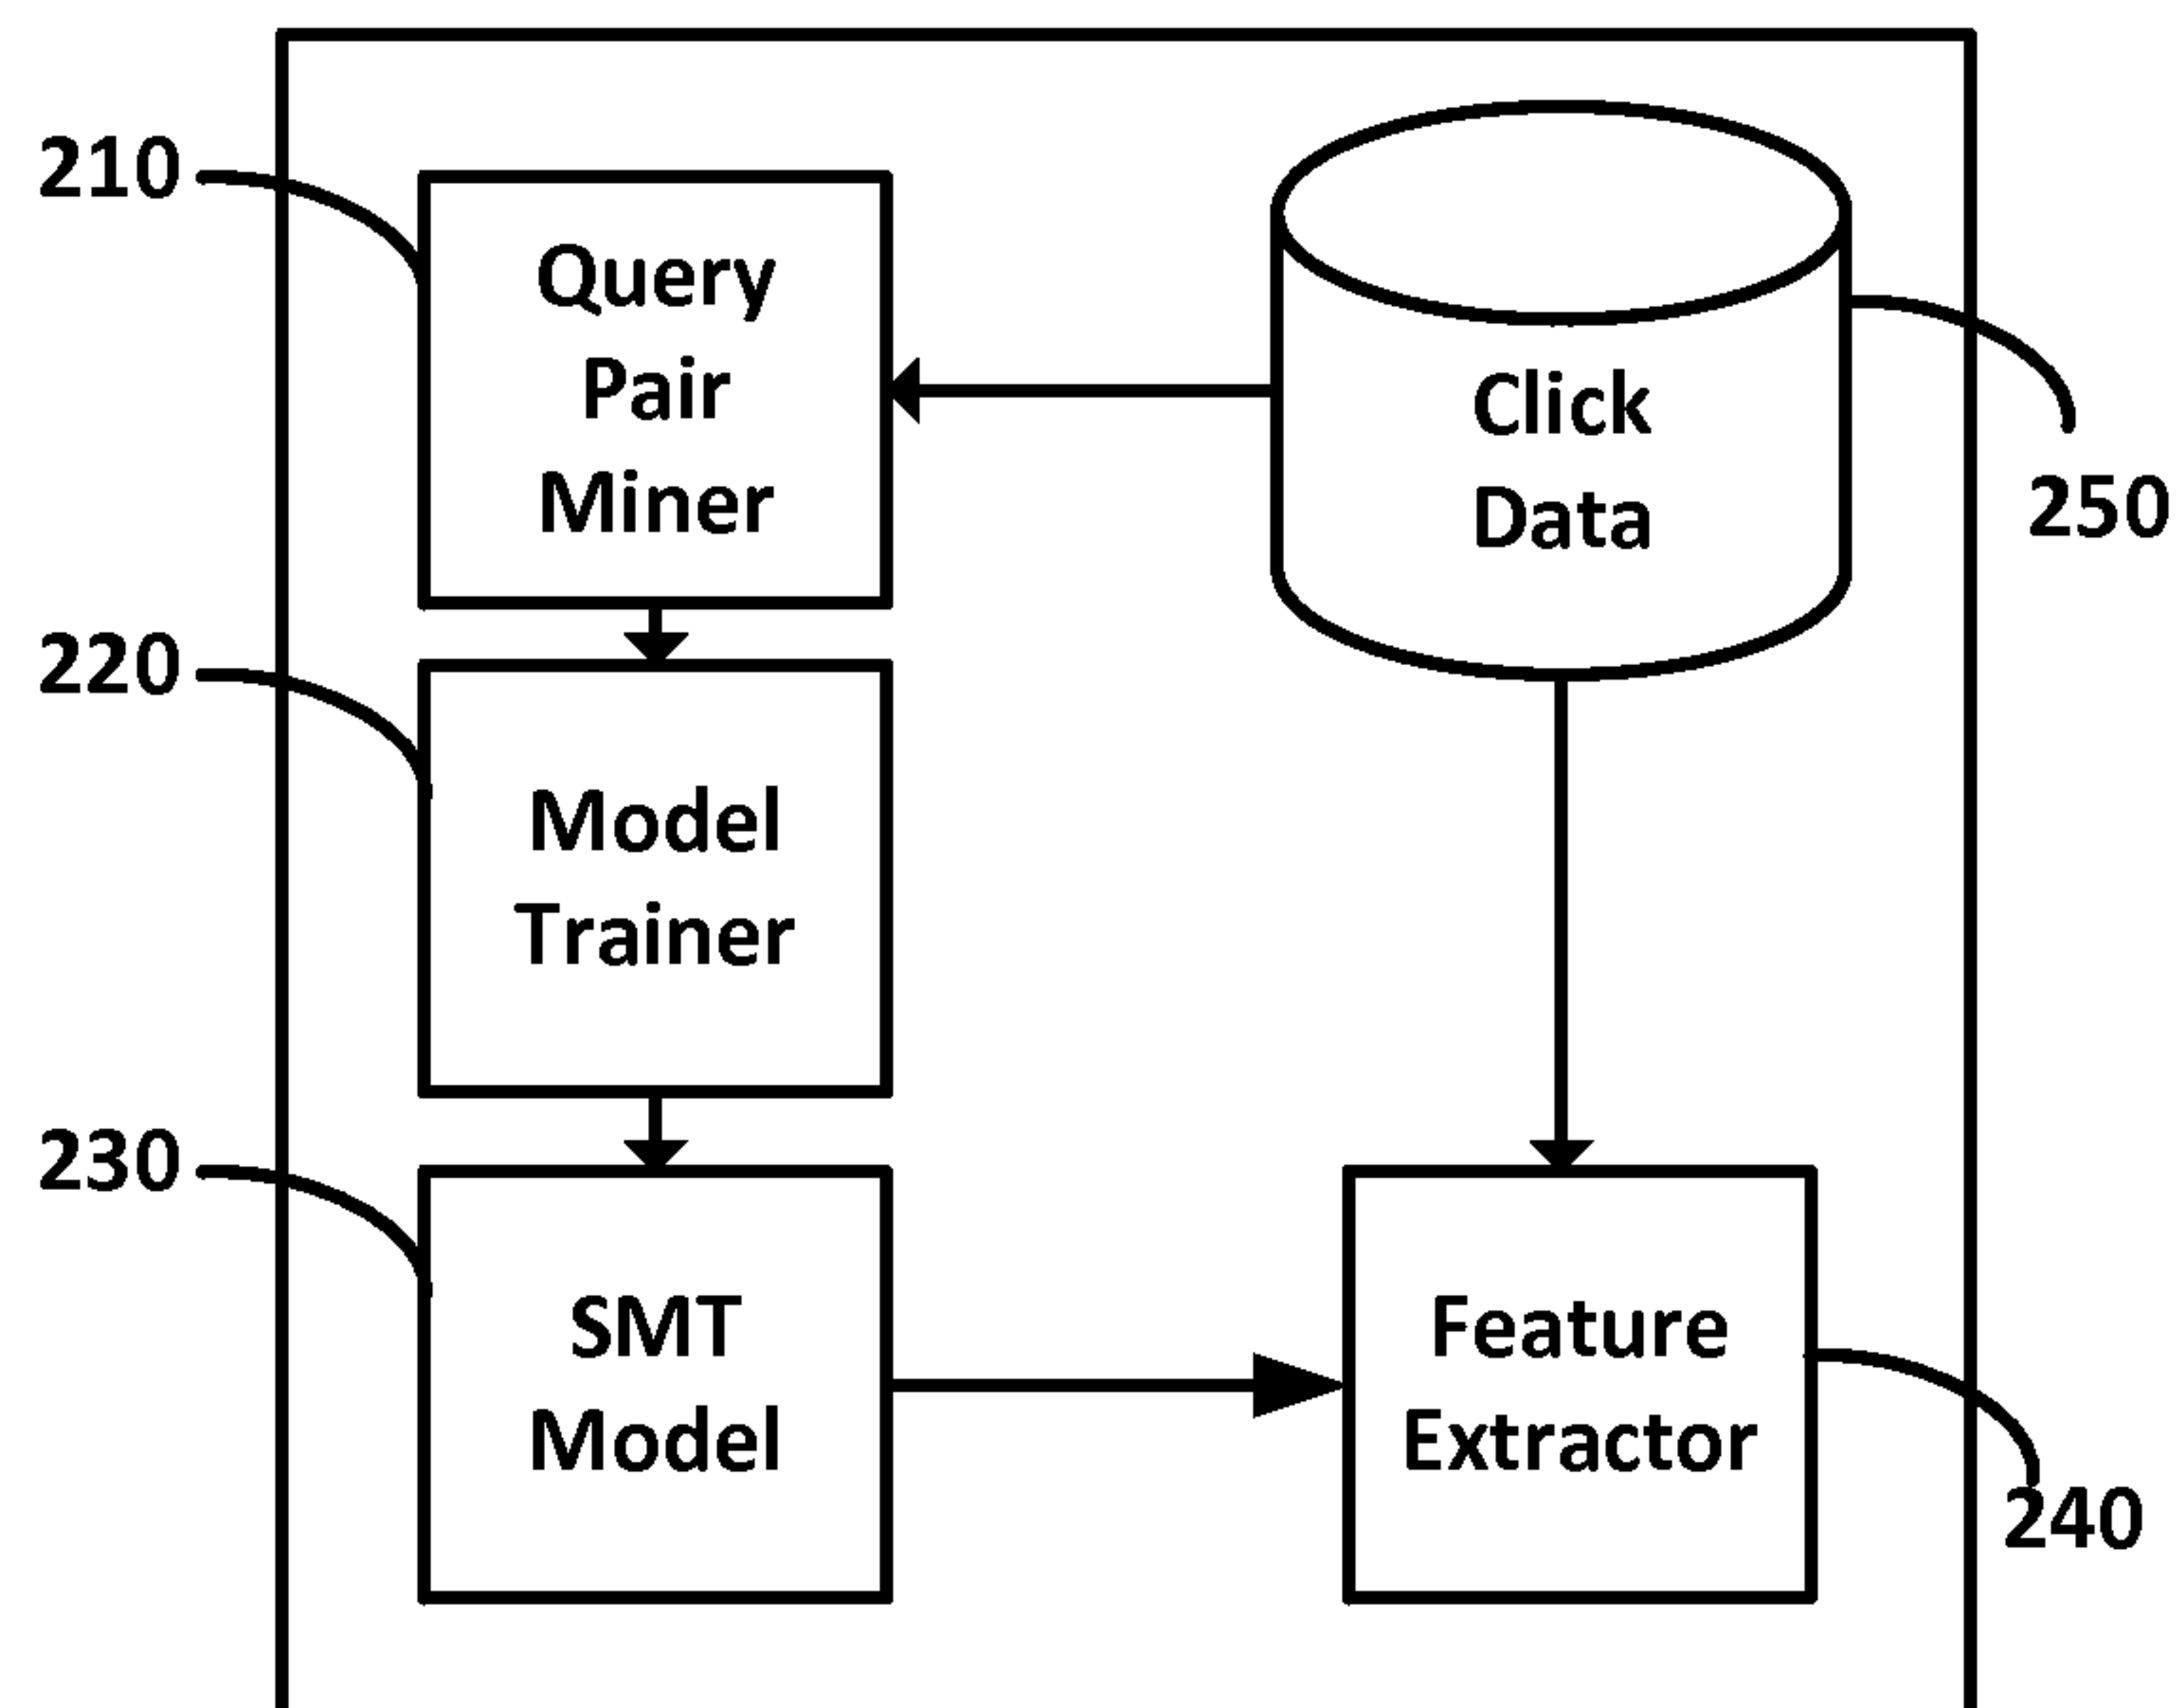 210
Query
Pair
Miner
Click
Data
250
220
Model
Trainer
230
SMT
Model
Feature
Extractor
240